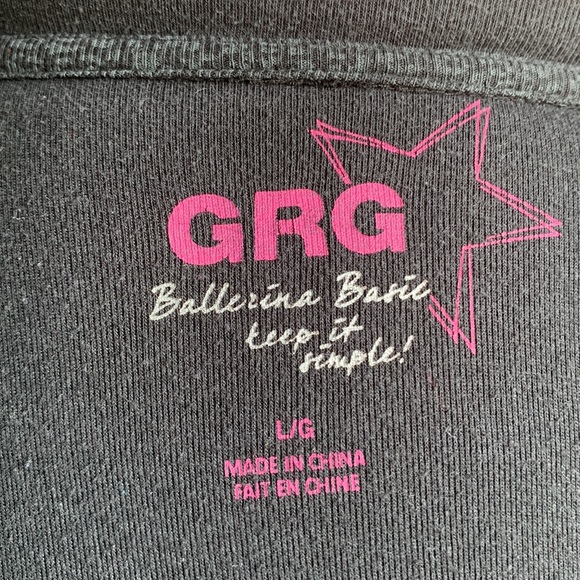 GRG
Ballerina Basic
keep it
simple!
L/G
MADE IN CHINA
FAIT EN CHINE